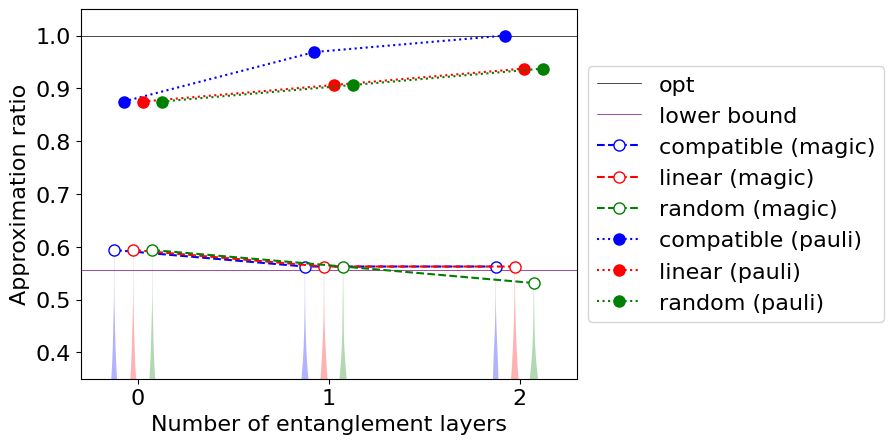 Approximation ratio
1.0
0.9
0.8
0.7
0.6
0.5
0.4
0
1
2
Number of entanglement layers
opt
lower bound
compatible (magic)
linear (magic)
random (magic)
compatible (pauli)
linear (pauli)
random (pauli)